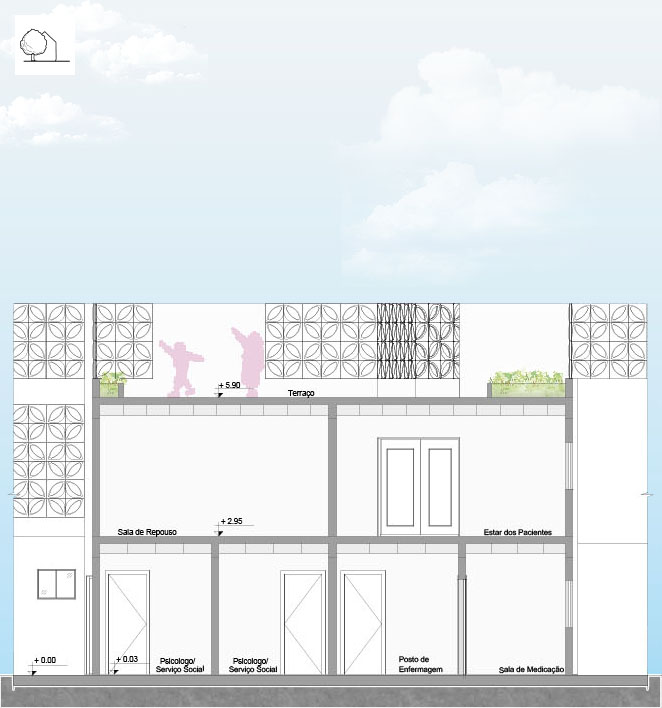 + 5.90
Terraço
+ 2.95
Sala de Repouso
Estar dos Pacientes
+ 0.00
+ 0.03
Psicologo/
Serviço Social
Psicologo/
Serviço Social
Posto de
Enfermagem
Sala de Medicação